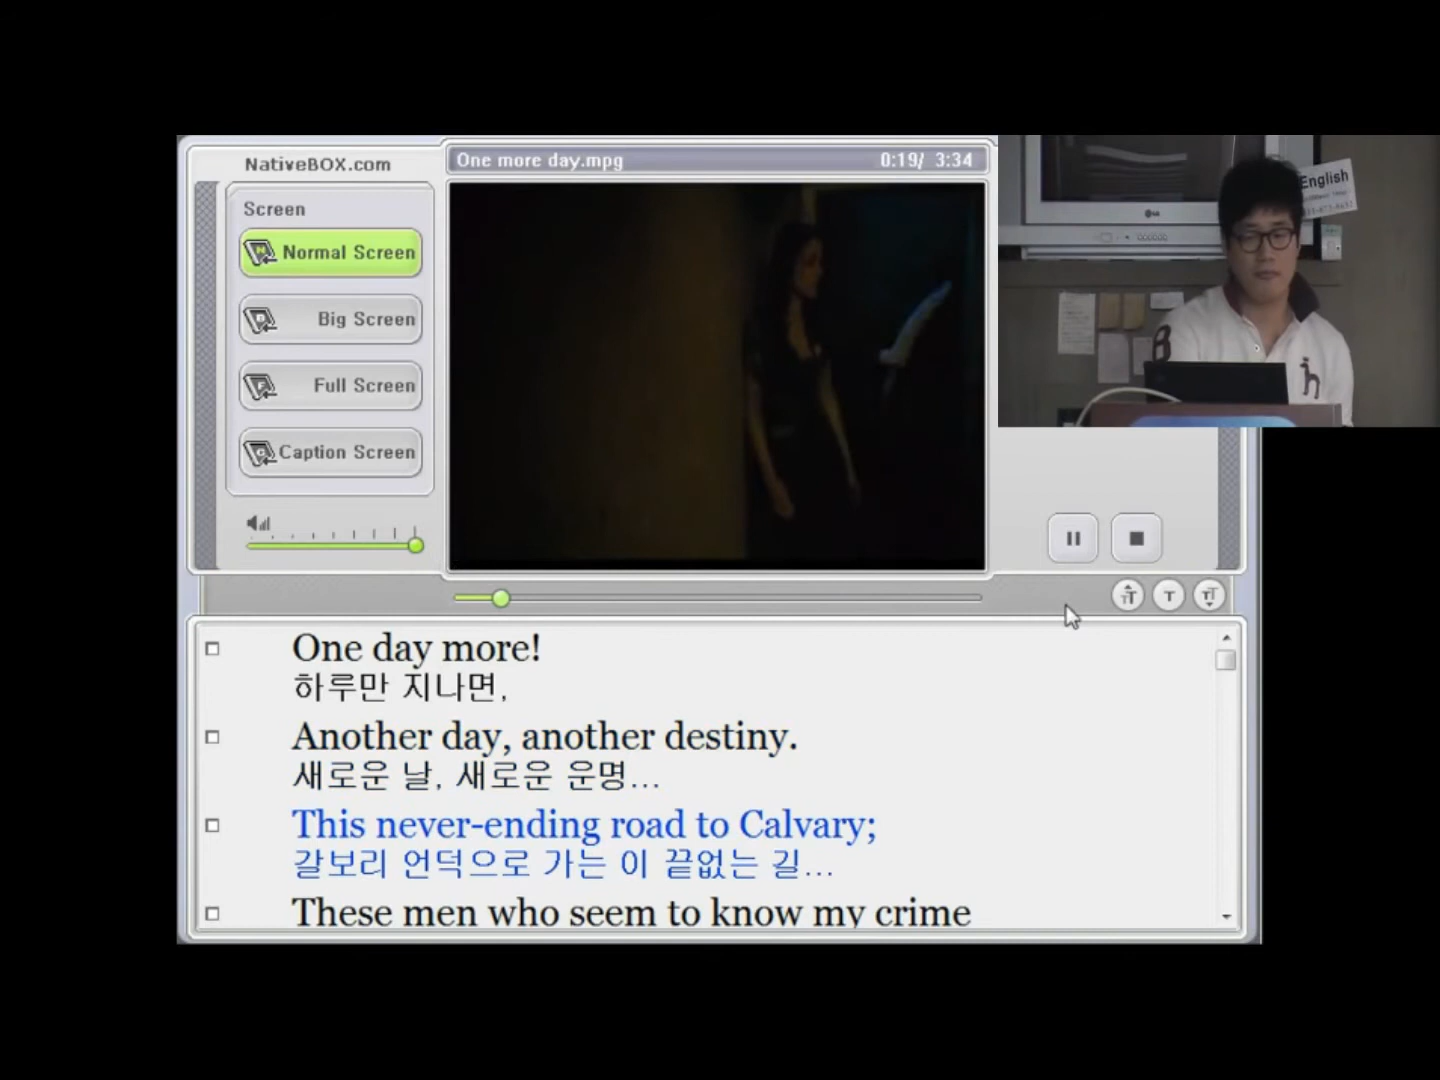 NativeBOX.com
One more day.mpg
0:19/ 3:34
Screen
Normal Screen
Big Screen
Full Screen
Caption Screen
English
LG
B
h
T
One day more!
하루만 지나면,
Another day, another destiny.
새로운 날, 새로운 운명...
This never-ending road to Calvary;
갈보리 언덕으로 가는 이 끝없는 길...
These men who seem to know my crime